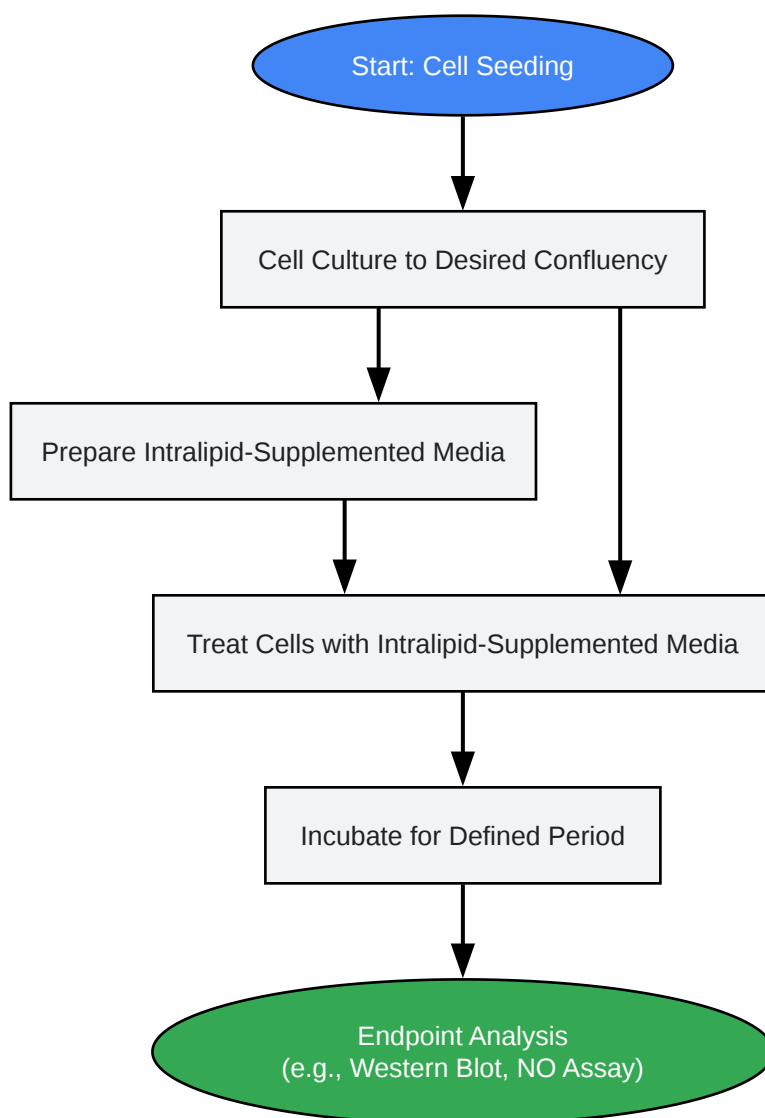 Start: Cell Seeding
Cell Culture to Desired Confluency
Prepare Intralipid-Supplemented Media
Treat Cells with Intralipid-Supplemented Media
Incubate for Defined Period
Endpoint Analysis
(e.g., Western Blot, NO Assay)